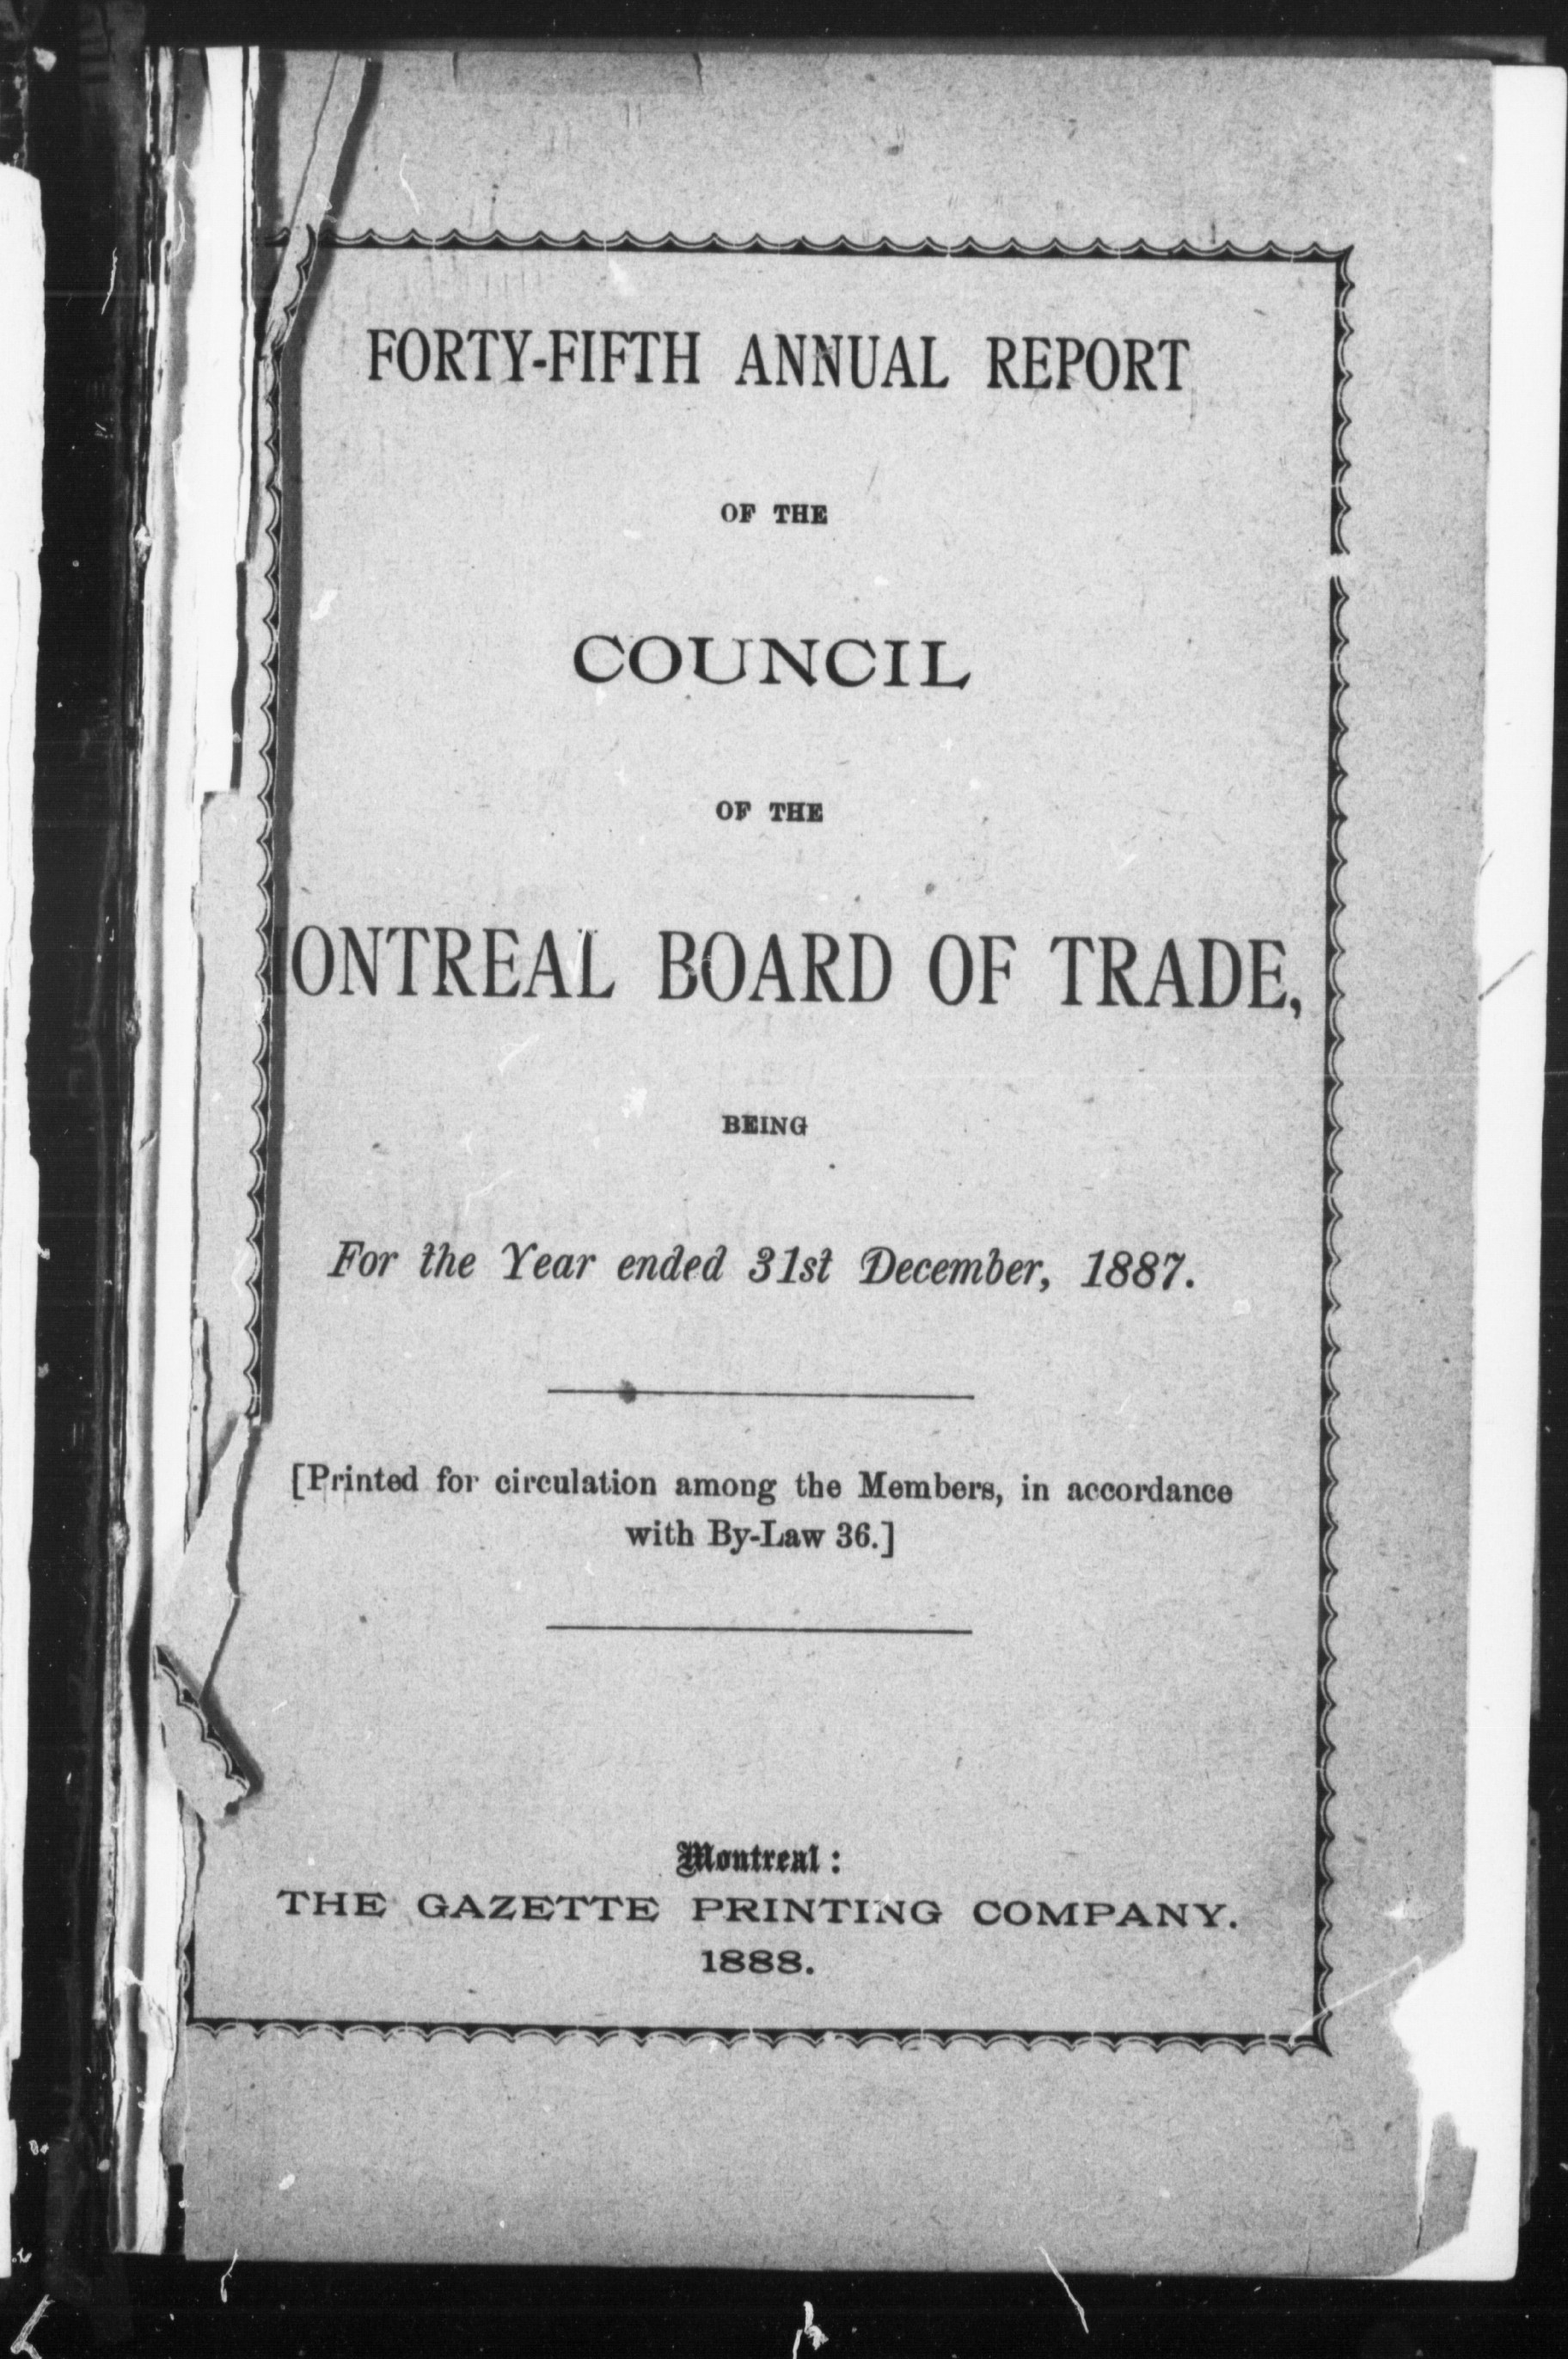 FORTY-FIFTH ANNUAL REPORT
OF THE
COUNCIL
OF THE
ONTREAL BOARD OF TRADE,
BEING
For the Year ended 31st December, 1887.
[Printed for circulation among the Members, in accordance
with By-Law 36.]
Montreal:
THE GAZETTE PRINTING COMPANY.
1888.